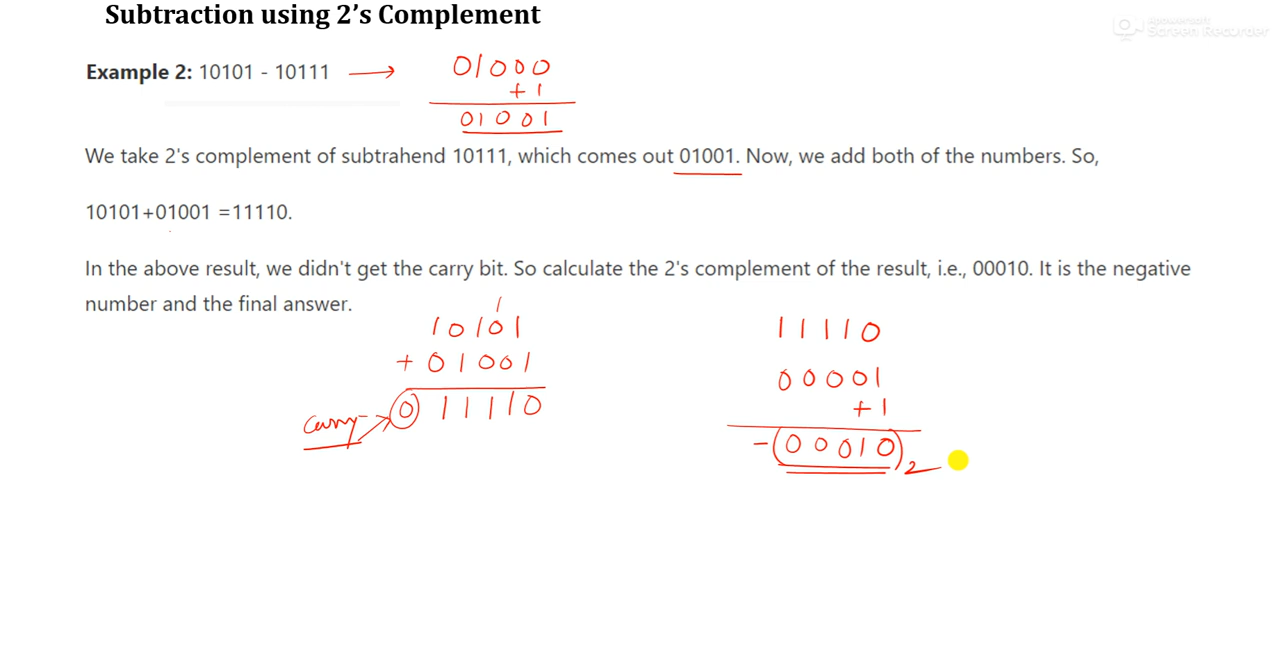 Subtraction using 2's Complement
Apowersoft
Screen Recorder
Example 2: 10101 - 10111
01000
+1
01001
We take 2's complement of subtrahend 10111, which comes out 01001. Now, we add both of the numbers. So,
10101+01001 =11110.
In the above result, we didn't get the carry bit. So calculate the 2's complement of the result, i.e., 00010. It is the negative
number and the final answer.
1
10101
+ 01001
carry 0 11110
11110
00001
+1
-(00010)2